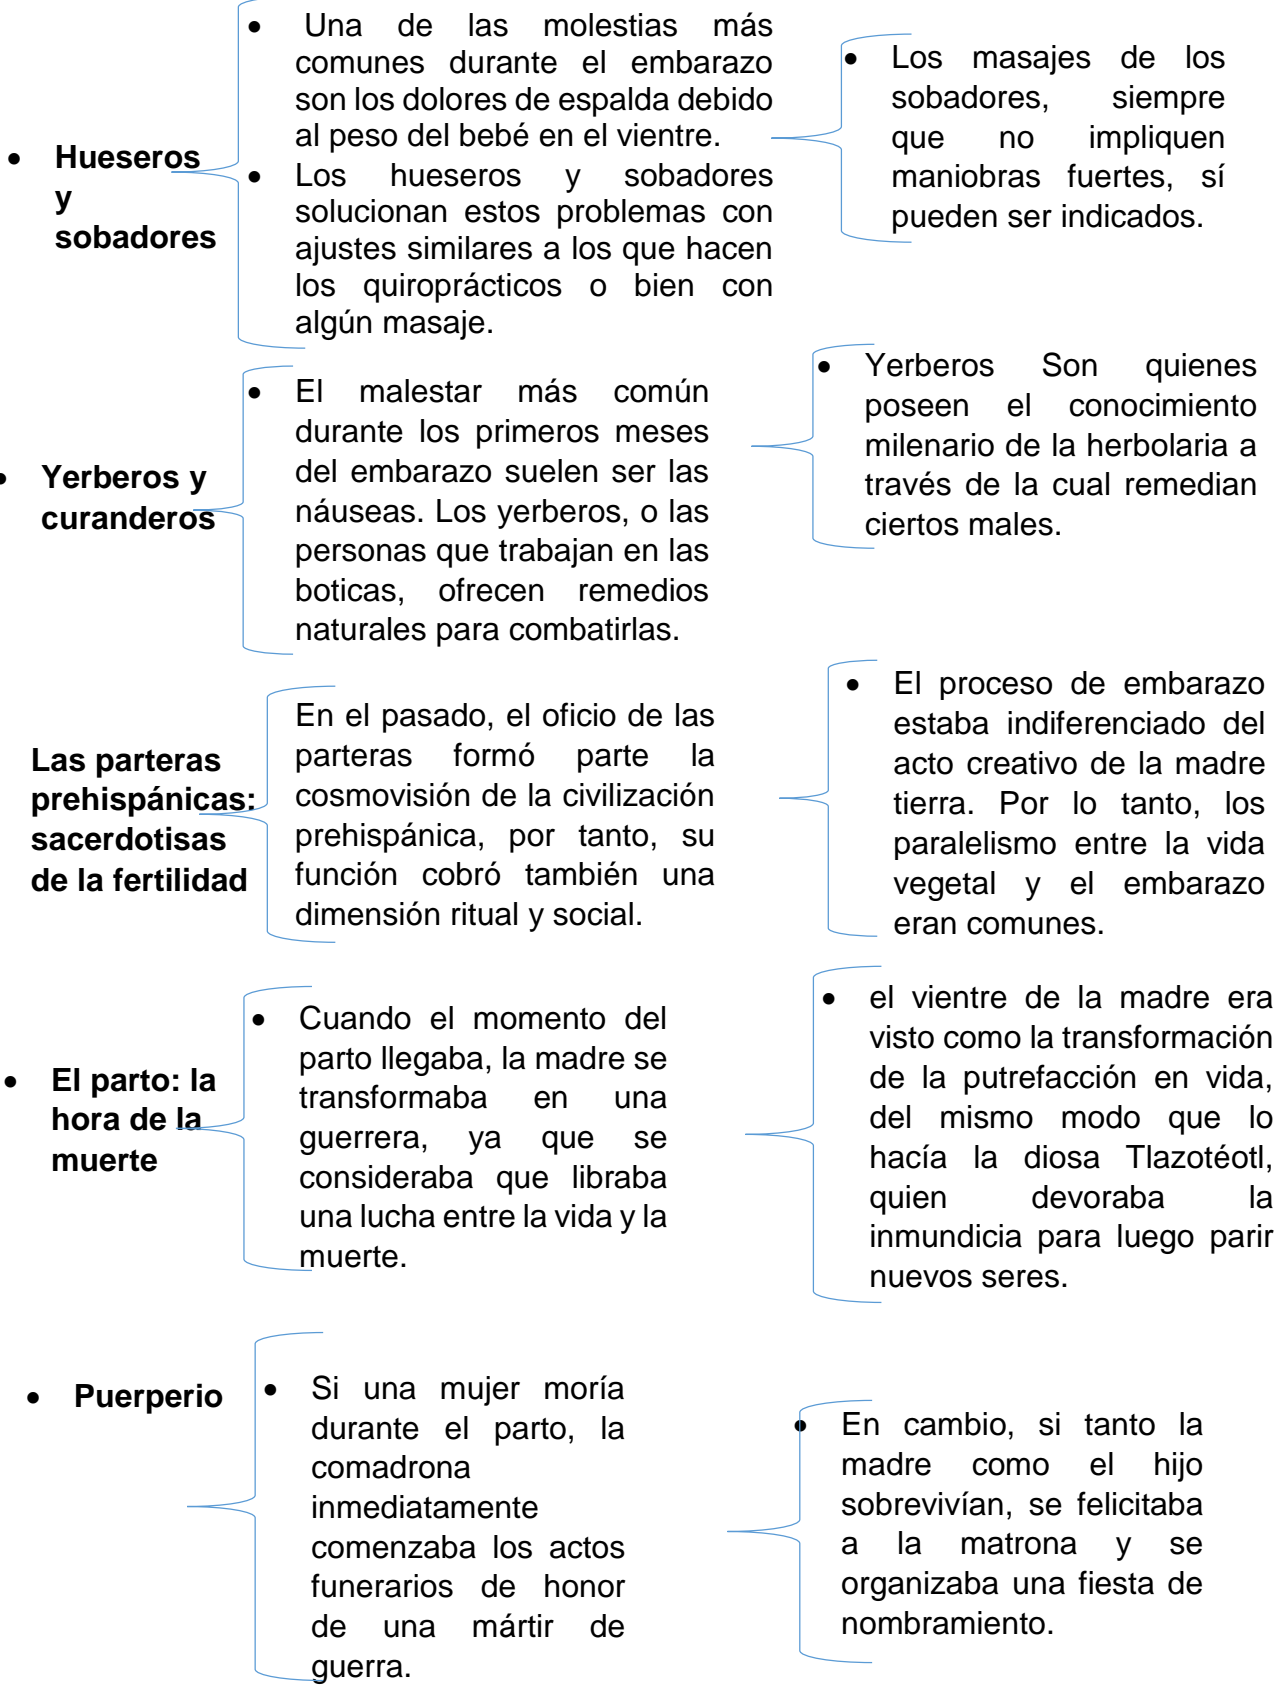 • Hueseros
y
sobadores
• Una de las molestias más
comunes durante el embarazo
son los dolores de espalda debido
al peso del bebé en el vientre.
• Los hueseros y sobadores
solucionan estos problemas con
ajustes similares a los que hacen
los quiroprácticos o bien con
algún masaje.
• Los masajes de los
sobadores, siempre
que no impliquen
maniobras fuertes, sí
pueden ser indicados.
• Yerberos y
curanderos
• El malestar más común
durante los primeros meses
del embarazo suelen ser las
náuseas. Los yerberos, o las
personas que trabajan en las
boticas, ofrecen remedios
naturales para combatirlas.
• Yerberos Son quienes
poseen el conocimiento
milenario de la herbolaria a
través de la cual remedian
ciertos males.
Las parteras
prehispánicas:
sacerdotisas
de la fertilidad
En el pasado, el oficio de las
parteras formó parte la
cosmovisión de la civilización
prehispánica, por tanto, su
función cobró también una
dimensión ritual y social.
• El proceso de embarazo
estaba indiferenciado del
acto creativo de la madre
tierra. Por lo tanto, los
paralelismo entre la vida
vegetal y el embarazo
eran comunes.
• El parto: la
hora de la
muerte
• Cuando el momento del
parto llegaba, la madre se
transformaba en una
guerrera, ya que se
consideraba que libraba
una lucha entre la vida y la
muerte.
• el vientre de la madre era
visto como la transformación
de la putrefacción en vida,
del mismo modo que lo
hacía la diosa Tlazotéotl,
quien devoraba la
inmundicia para luego parir
nuevos seres.
• Puerperio
• Si una mujer moría
durante el parto, la
comadrona
inmediatamente
comenzaba los actos
funerarios de honor
de una mártir de
guerra.
• En cambio, si tanto la
madre como el hijo
sobrevivían, se felicitaba
a la matrona y se
organizaba una fiesta de
nombramiento.